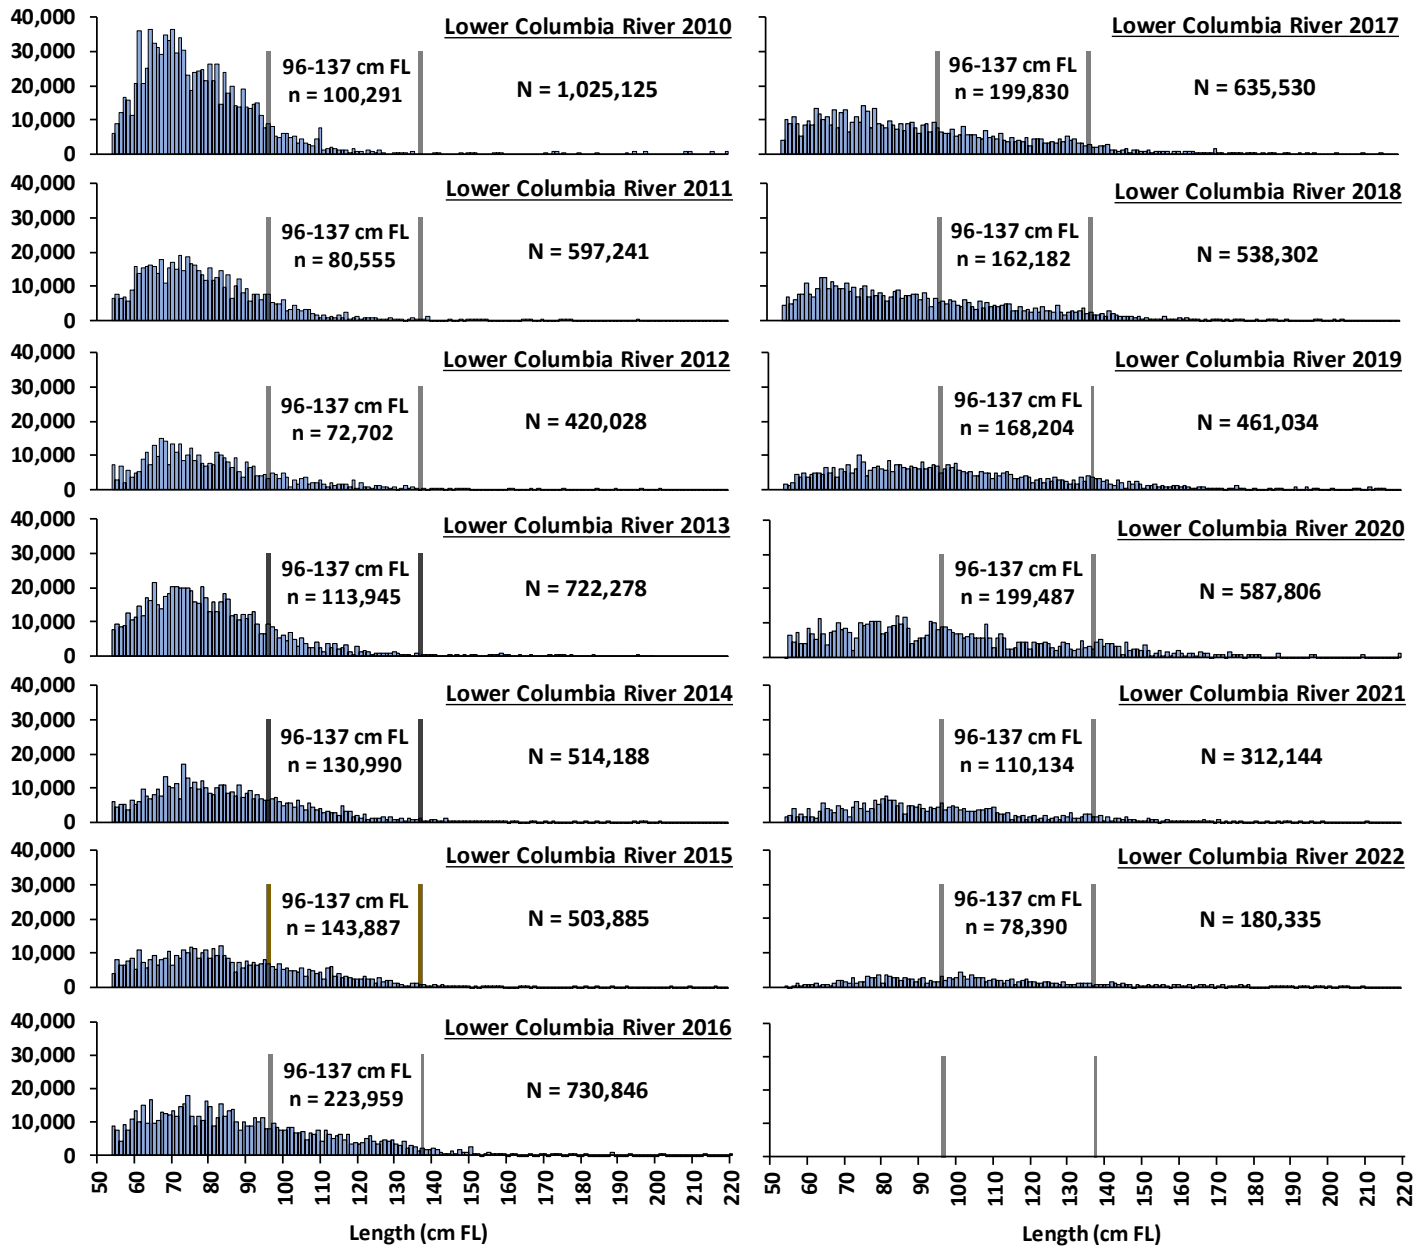 Lower Columbia River 2010
40,000
30,000
20,000
10,000
0
96-137 cm FL
n = 100,291
N = 1,025,125
Lower Columbia River 2011
40,000
30,000
20,000
10,000
0
96-137 cm FL
n = 80,555
N = 597,241
Lower Columbia River 2012
40,000
30,000
20,000
10,000
0
96-137 cm FL
n = 72,702
N = 420,028
Lower Columbia River 2013
40,000
30,000
20,000
10,000
0
96-137 cm FL
n = 113,945
N = 722,278
Lower Columbia River 2014
40,000
30,000
20,000
10,000
0
96-137 cm FL
n = 130,990
N = 514,188
Lower Columbia River 2015
40,000
30,000
20,000
10,000
0
96-137 cm FL
n = 143,887
N = 503,885
Lower Columbia River 2016
40,000
30,000
20,000
10,000
0
96-137 cm FL
n = 223,959
N = 730,846
50 60 70 80 90 100 110 120 130 140 150 160 170 180 190 200 210 220
Length (cm FL)
Lower Columbia River 2017
96-137 cm FL
n = 199,830
N = 635,530
Lower Columbia River 2018
96-137 cm FL
n = 162,182
N = 538,302
Lower Columbia River 2019
96-137 cm FL
n = 168,204
N = 461,034
Lower Columbia River 2020
96-137 cm FL
n = 199,487
N = 587,806
Lower Columbia River 2021
96-137 cm FL
n = 110,134
N = 312,144
Lower Columbia River 2022
96-137 cm FL
n = 78,390
N = 180,335
50 60 70 80 90 100 110 120 130 140 150 160 170 180 190 200 210 220
Length (cm FL)